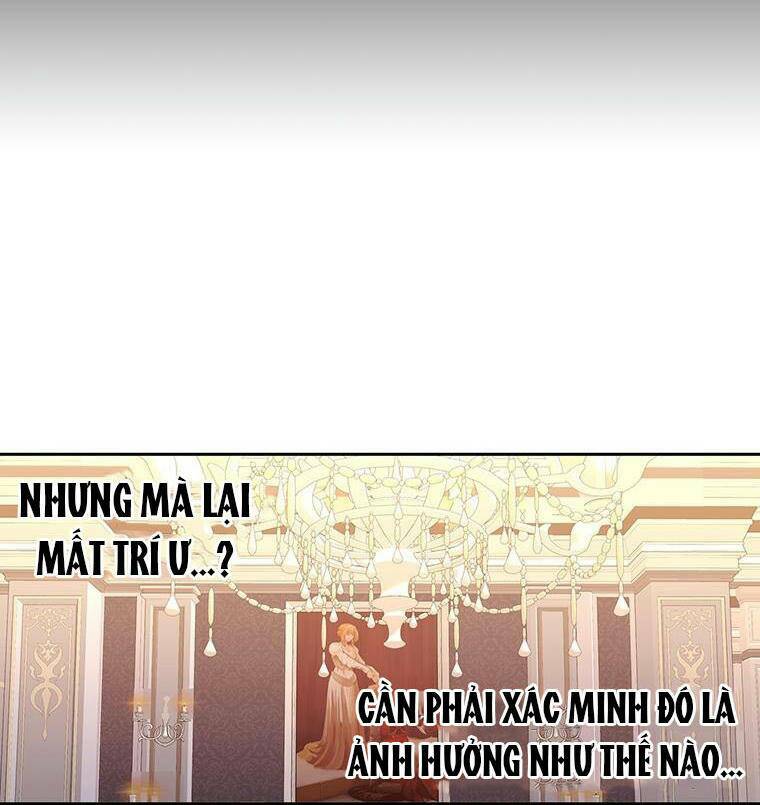 NHƯNG MÀ LẠI
MẤT TRÍ Ư...?
CẦN PHẢI XÁC MINH ĐÓ LÀ
ẢNH HƯỞNG NHƯ THẾ NÀO...